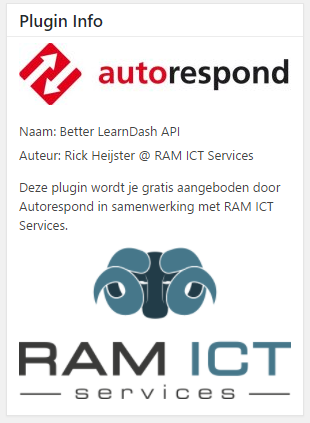 Plugin Info
autorespond
Naam: Better LearnDash API
Auteur: Rick Heijster @ RAM ICT Services
Deze plugin wordt je gratis aangeboden door
Autorespond in samenwerking met RAM ICT
Services.
RAM ICT
services